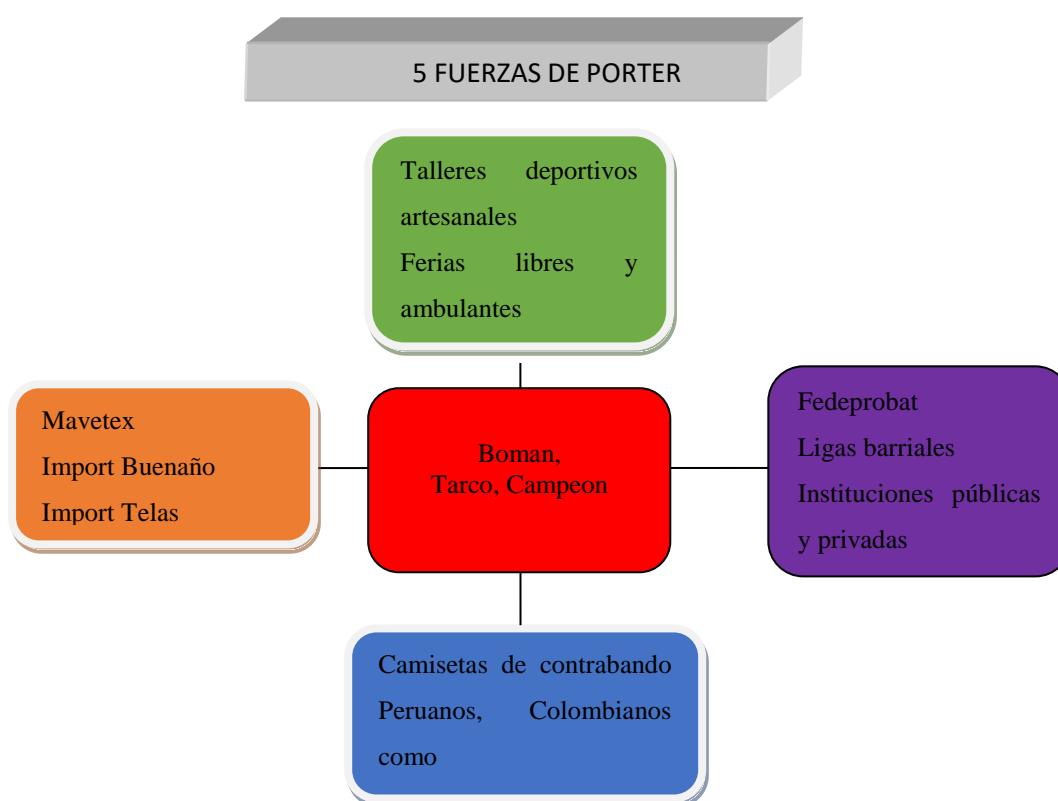 5 FUERZAS DE PORTER
Talleres deportivos
artesanales
Ferias libres y
ambulantes
Mavetex
Import Buenaño
Import Telas
Boman,
Tarco, Campeon
Fedeprobat
Ligas barriales
Instituciones públicas
y privadas
Camisetas de contrabando
Peruanos, Colombianos
como